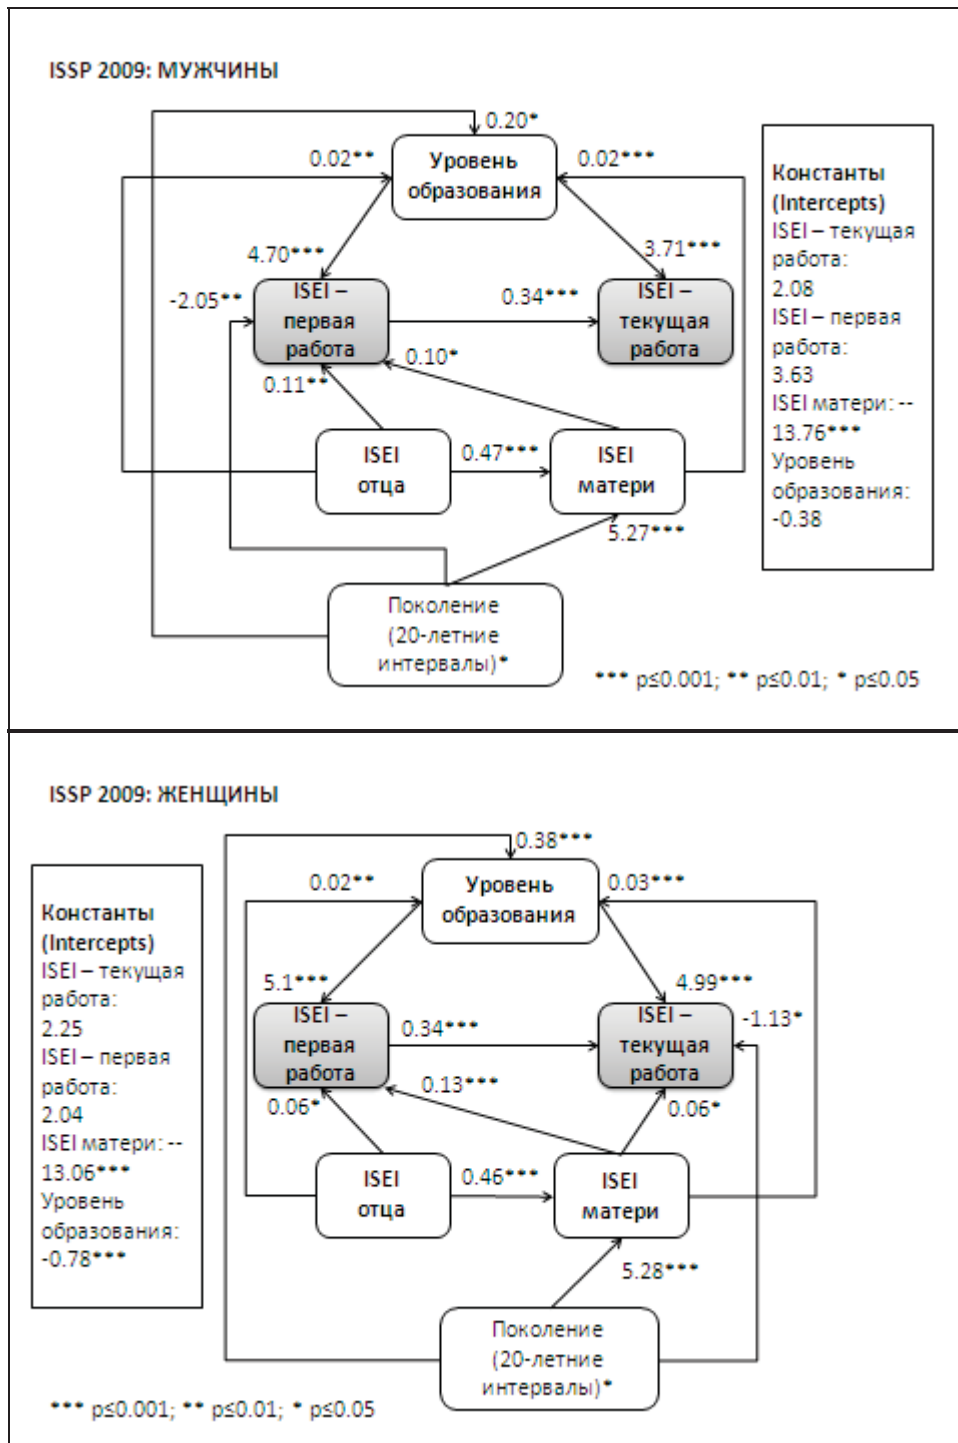 ISSP 2009: МУЖЧИНЫ
0.20*
0.02**
Уровень
образования
0.02***
4.70***
3.71***
-2.05**
ISEI –
первая
работа
0.34***
ISEI –
текущая
работа
0.11**
0.10*
ISEI
отца
0.47***
ISEI
матери
5.27***
Поколение
(20-летние
интервалы)*
Константы
(Intercepts)
ISEI – текущая
работа:
2.08
ISEI – первая
работа:
3.63
ISEI матери: --
13.76***
Уровень
образования:
-0.38
*** p≤0.001; ** p≤0.01; * p≤0.05
ISSP 2009: ЖЕНЩИНЫ
Константы
(Intercepts)
ISEI – текущая
работа:
2.25
ISEI – первая
работа:
2.04
ISEI матери: --
13.06***
Уровень
образования:
-0.78***
0.38***
0.02**
Уровень
образования
0.03***
5.1***
4.99***
ISEI –
первая
работа
0.34***
ISEI –
текущая
работа
-1.13*
0.06*
0.13***
0.06*
ISEI
отца
0.46***
ISEI
матери
5.28***
Поколение
(20-летние
интервалы)*
*** p≤0.001; ** p≤0.01; * p≤0.05